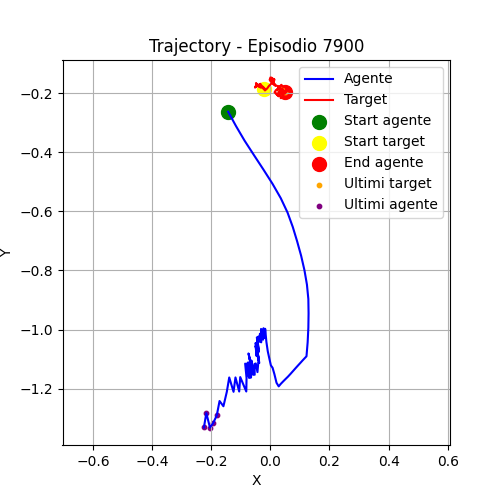 Trajectory - Episodio 7900
Agente
Target
Start agente
Start target
End agente
Ultimi target
Ultimi agente
Y
−0.2
−0.4
−0.6
−0.8
−1.0
−1.2
−0.6
−0.4
−0.2
0.0
0.2
0.4
0.6
X